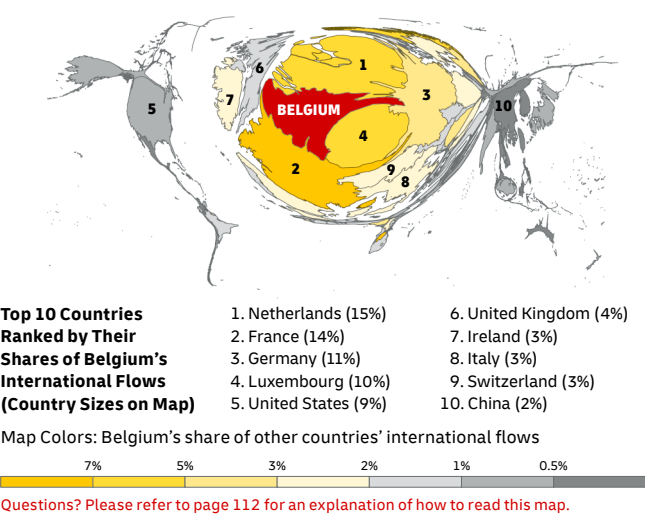 1
6
7
BELGIUM
3
5
10
4
2
9
8
Top 10 Countries
Ranked by Their
Shares of Belgium's
International Flows
(Country Sizes on Map)
1. Netherlands (15%)
2. France (14%)
3. Germany (11%)
4. Luxembourg (10%)
5. United States (9%)
6. United Kingdom (4%)
7. Ireland (3%)
8. Italy (3%)
9. Switzerland (3%)
10. China (2%)
Map Colors: Belgium's share of other countries' international flows
7% 5% 3% 2% 1% 0.5%
Questions? Please refer to page 112 for an explanation of how to read this map.